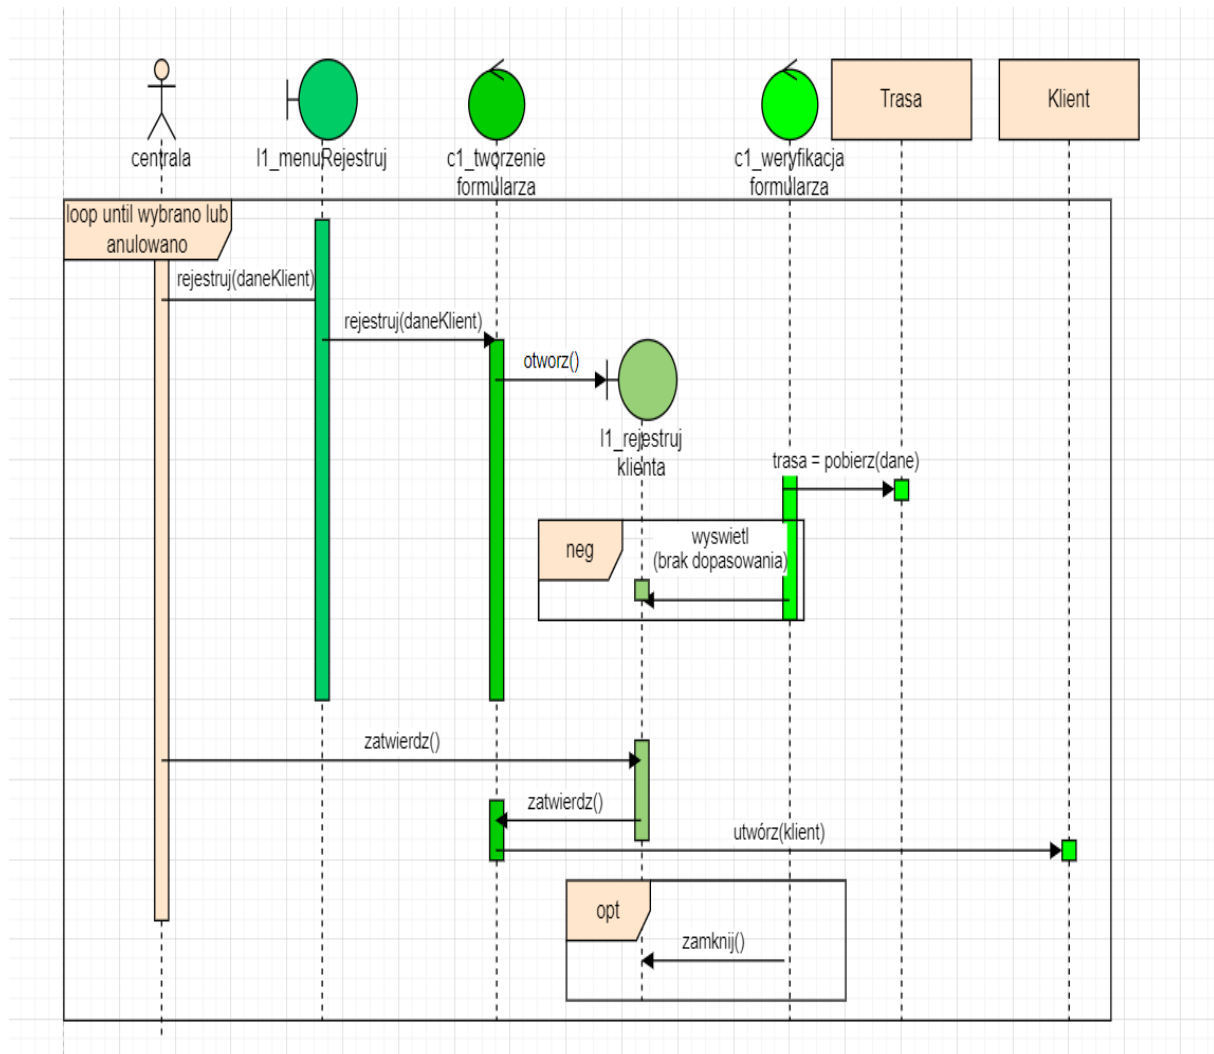 centrala
I1_menuRejestruj
c1_tworzenie
formularza
c1_weryfikacja
formularza
Trasa
Klient
loop until wybrano lub
anulowano
rejestruj(daneKlient)
rejestruj(daneKlient)
otworz()
I1_rejestruj
klienta
trasa = pobierz(dane)
neg
wyswietl
(brak dopasowania)
zatwierdz()
zatwierdz()
utwórz(klient)
opt
zamknij()